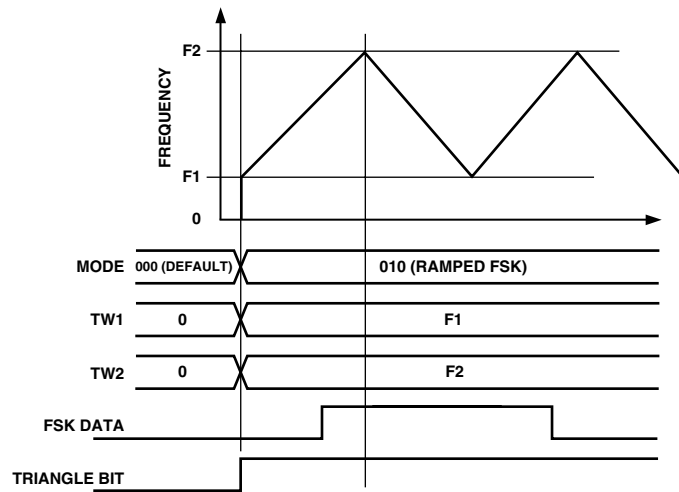 F2
FREQUENCY
F1
0
MODE 000 (DEFAULT) 010 (RAMPED FSK)
TW1 0 F1
TW2 0 F2
FSK DATA
TRIANGLE BIT